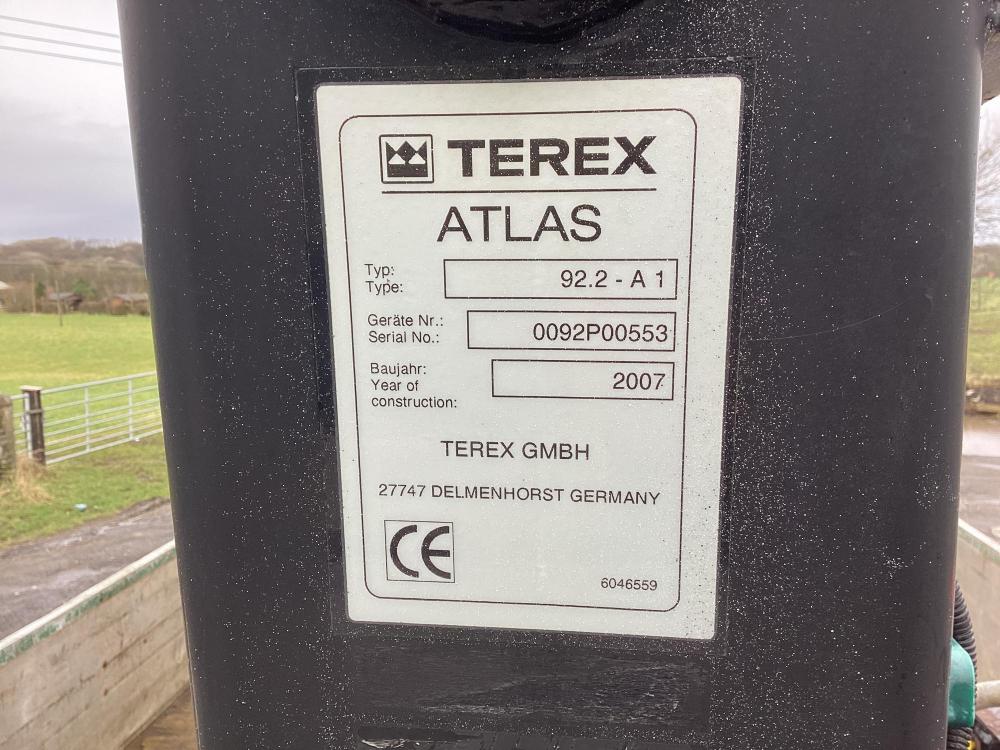 TEREX
ATLAS
Typ:
Type:
92.2 - A 1
Geräte Nr.:
Serial No.:
0092P00553
Baujahr:
Year of
construction:
2007
TEREX GMBH
27747 DELMENHORST GERMANY
CE
6046559